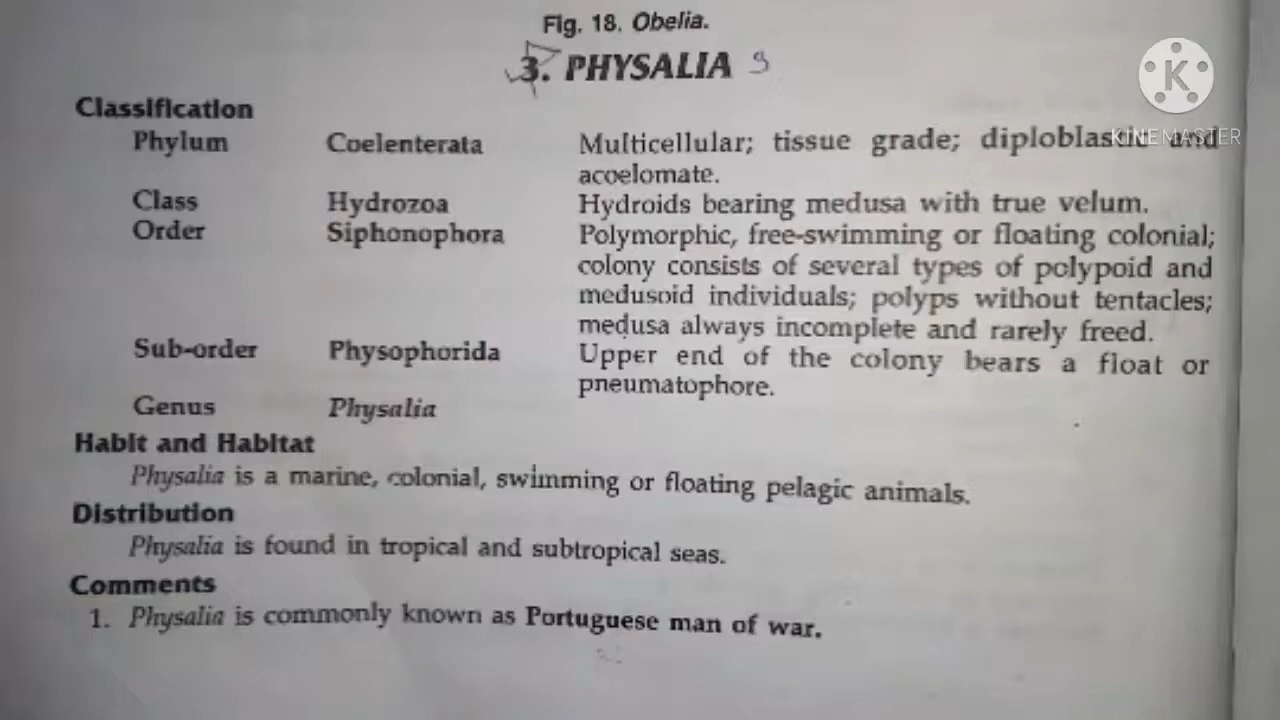 Fig. 18. Obelia.
3. PHYSALIA 9
K
KINEMASTER
Classification
Phylum Coelenterata Multicellular; tissue grade; diploblastic and
acoelomate.
Class Hydrozoa Hydroids bearing medusa with true velum.
Order Siphonophora Polymorphic, free-swimming or floating colonial;
colony consists of several types of polypoid and
medusoid individuals; polyps without tentacles;
medusa always incomplete and rarely freed.
Sub-order Physophorida Upper end of the colony bears a float or
pneumatophore.
Genus Physalia
Habit and Habitat
Physalia is a marine, colonial, swimming or floating pelagic animals.
Distribution
Physalia is found in tropical and subtropical seas.
Comments
1. Physalia is commonly known as Portuguese man of war.